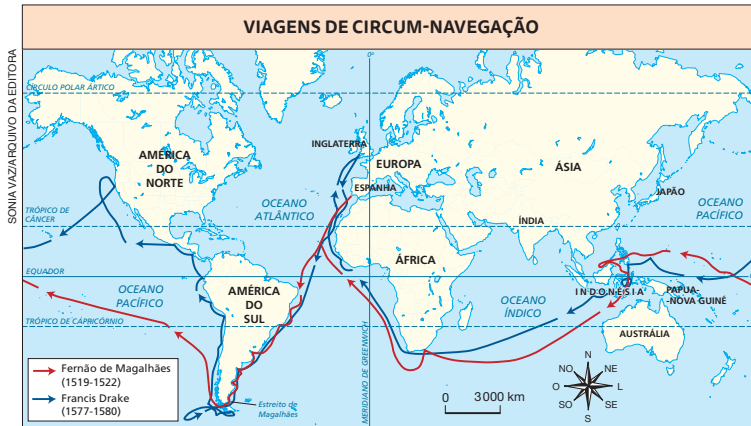 VIAGENS DE CIRCUM-NAVEGAÇÃO
SONIA VAZ/ARQUIVO DA EDITORA
0°
CÍRCULO POLAR ÁRTICO
INGLATERRA
AMÉRICA
DO
NORTE
EUROPA
ÁSIA
ESPANHA
JAPÃO
OCEANO
ATLÂNTICO
OCEANO
PACÍFICO
TRÓPICO DE
CÂNCER
ÍNDIA
ÁFRICA
EQUADOR
OCEANO
PACÍFICO
AMÉRICA
DO
SUL
OCEANO
ÍNDICO
INDONÉSIA
PAPUA-
-NOVA GUINÉ
TRÓPICO DE CAPRICÓRNIO
AUSTRÁLIA
MERIDIANO DE GREENWICH
Fernão de Magalhães
(1519-1522)
Francis Drake
(1577-1580)
Estreito de
Magalhães
0 3000 km
N
NO NE
O L
SO SE
S